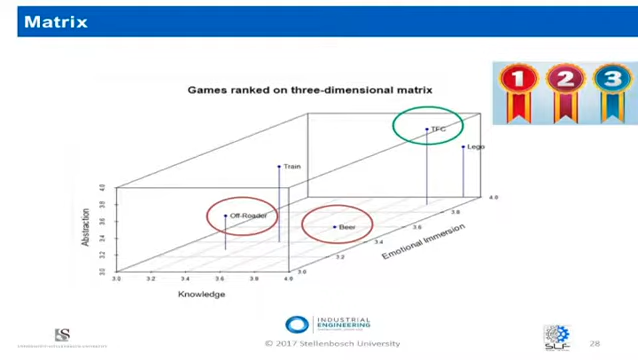 Matrix
1 2 3
Games ranked on three-dimensional matrix
TFC
Lego
Train
Off-Roader
Beer
Abstraction
3.0 3.2 3.4 3.6 3.8 4.0
Emotional Immersion
3.0 3.2 3.4 3.6 3.8 4.0
3.0 3.2 3.4 3.6 3.8 4.0
Knowledge
INDUSTRIAL
ENGINEERING
SLF
© 2017 Stellenbosch University
28